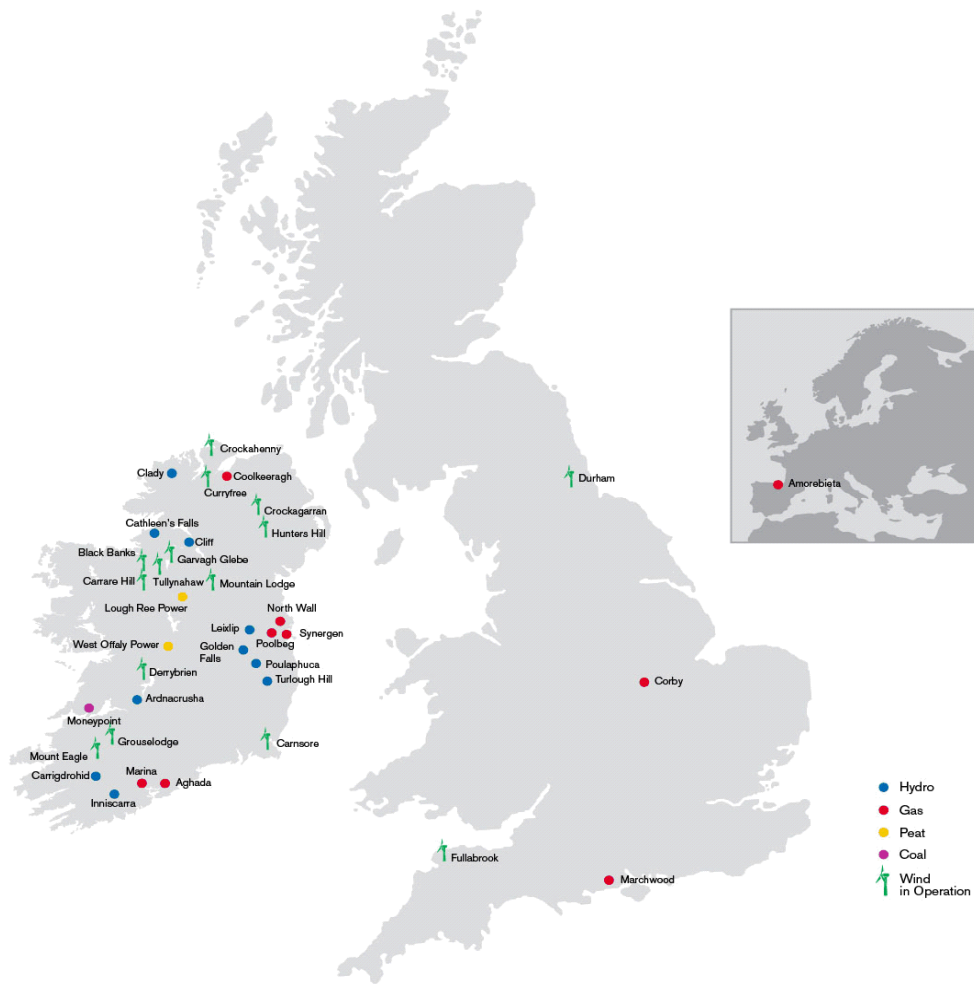 Crockahenny
Clady
Coolkeeragh
Curryfree
Durham
Amorebieta
Crockagarran
Cathleen's Falls
Hunters Hill
Cliff
Black Banks
Garvagh Glebe
Carrare Hill
Tullynahaw
Mountain Lodge
Lough Ree Power
North Wall
Leixlip
Synergen
Poolbeg
West Offaly Power
Golden
Falls
Poulaphuca
Derrybrien
Turlough Hill
Corby
Ardnacrusha
Moneypoint
Grouselodge
Carnsore
Mount Eagle
Marina
Carrigdrohid
Aghada
Inniscarra
Hydro
Gas
Peat
Coal
Wind
in Operation
Fullabrook
Marchwood